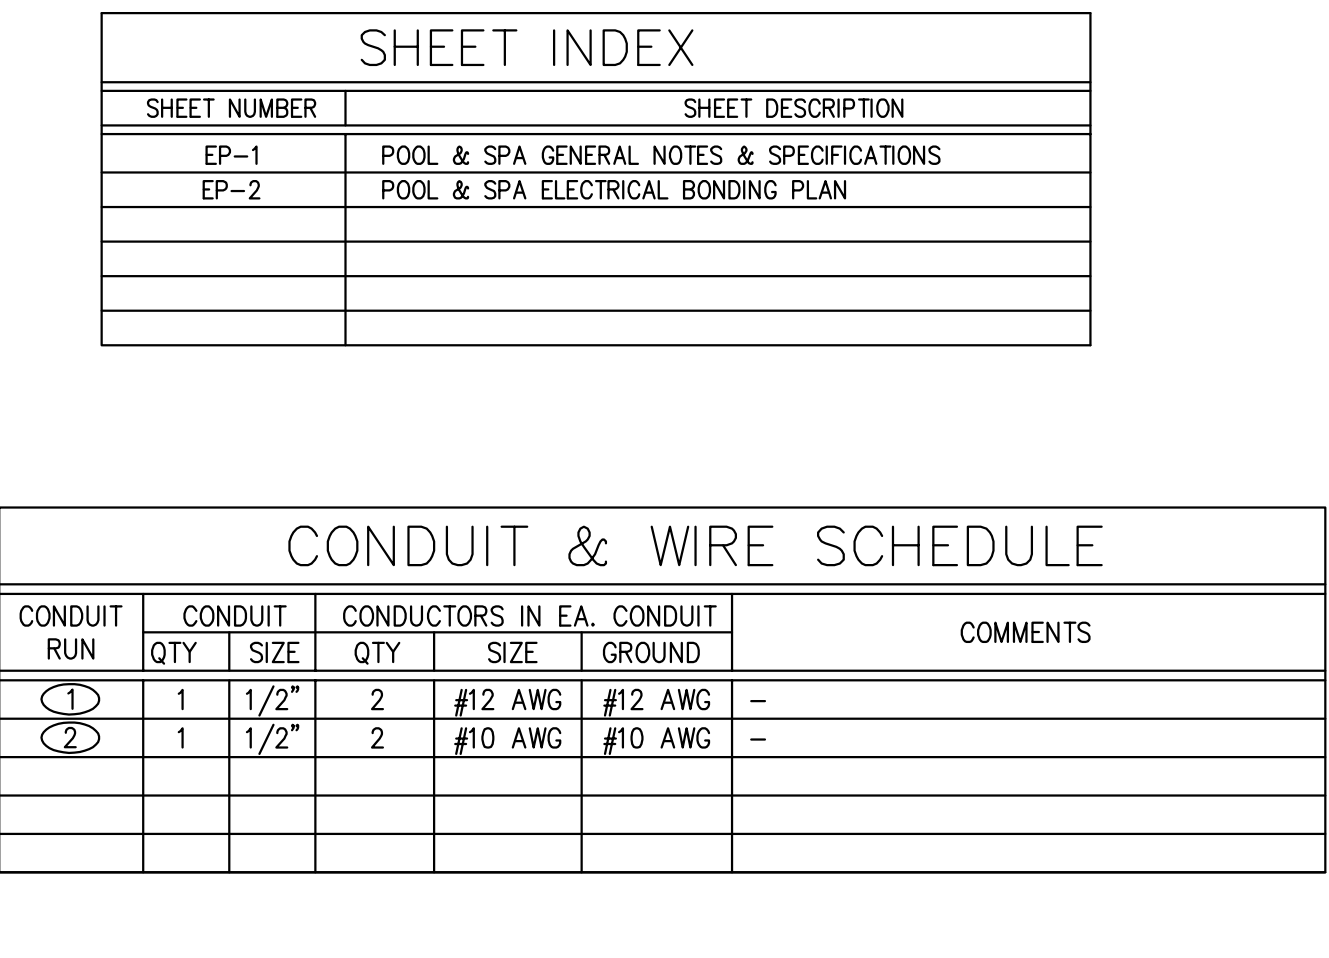 SHEET INDEX
SHEET NUMBER SHEET DESCRIPTION
EP-1 POOL & SPA GENERAL NOTES & SPECIFICATIONS
EP-2 POOL & SPA ELECTRICAL BONDING PLAN
CONDUIT & WIRE SCHEDULE
CONDUIT RUN CONDUIT CONDUCTORS IN EA. CONDUIT COMMENTS
QTY SIZE QTY SIZE GROUND
1 1 1/2" 2 #12 AWG #12 AWG -
2 1 1/2" 2 #10 AWG #10 AWG -